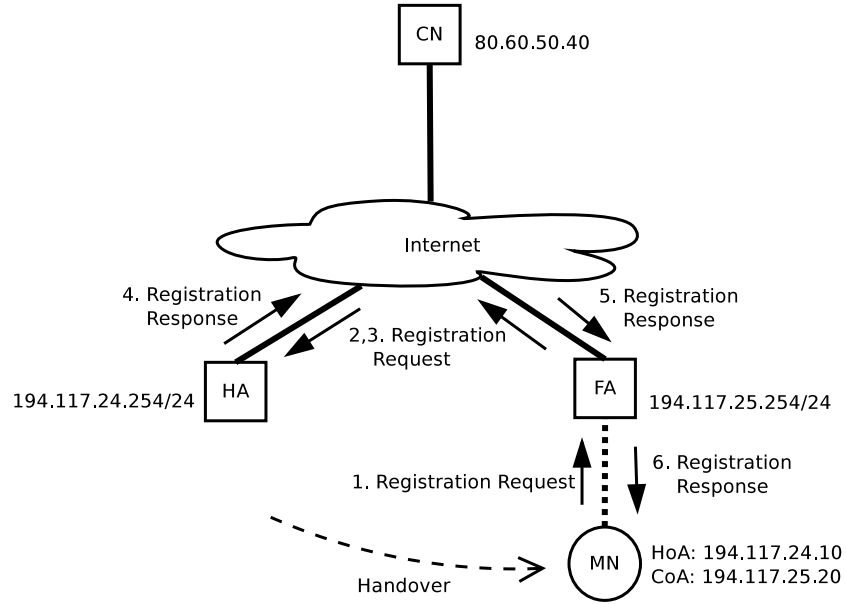 CN
80.60.50.40
Internet
4. Registration
Response
5. Registration
Response
2,3. Registration
Request
HA
FA
194.117.24.254/24
194.117.25.254/24
1. Registration Request
6. Registration
Response
MN
HoA: 194.117.24.10
CoA: 194.117.25.20
Handover